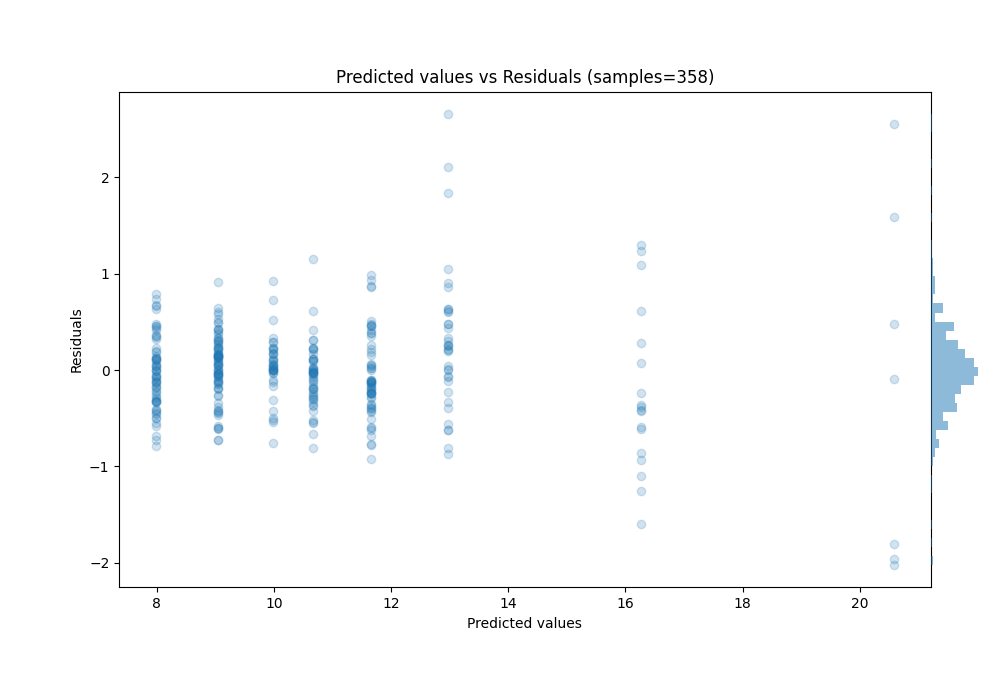 Predicted values vs Residuals (samples=358)
Residuals
2
1
0
−1
−2
8 10 12 14 16 18 20
Predicted values